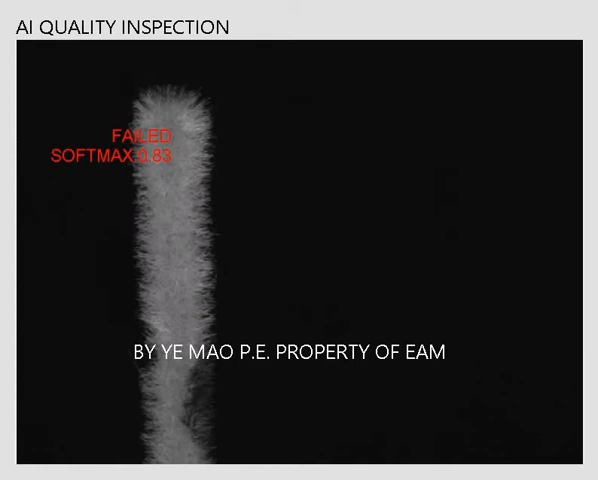 AI QUALITY INSPECTION
FAILED
SOFTMAX:0.83
BY YE MAO P.E. PROPERTY OF EAM